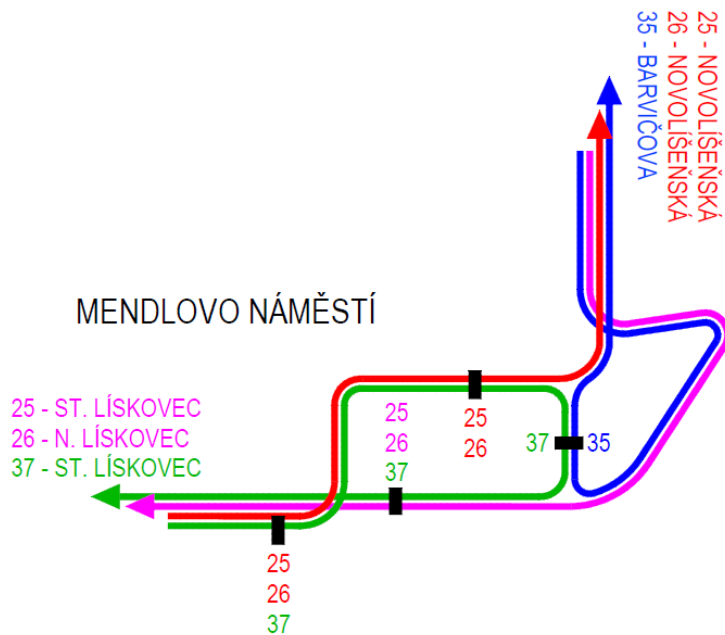 25 - NOVOLÍŠEŇSKÁ
26 - NOVOLÍŠEŇSKÁ
35 - BARVIČOVA
MENDLOVO NÁMĚSTÍ
25 - ST. LÍSKOVEC
26 - N. LÍSKOVEC
37 - ST. LÍSKOVEC
25
26
37
25
26
37
35
25
26
37